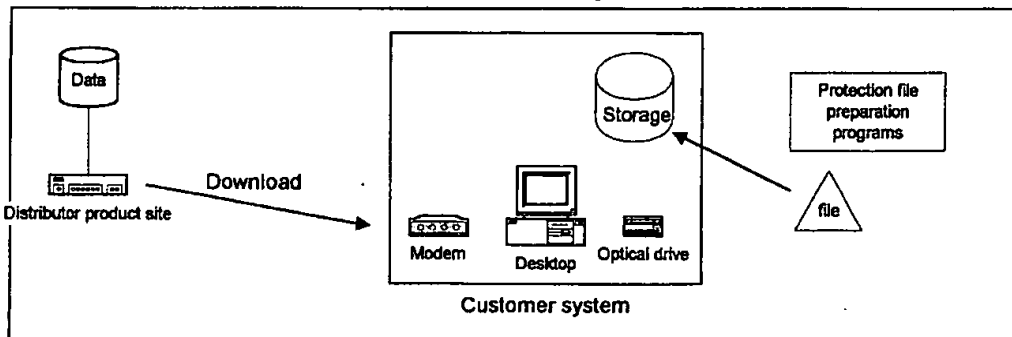 Data
Distributor product site
Download
Storage
Modem
Desktop
Optical drive
Customer system
Protection file
preparation
programs
file